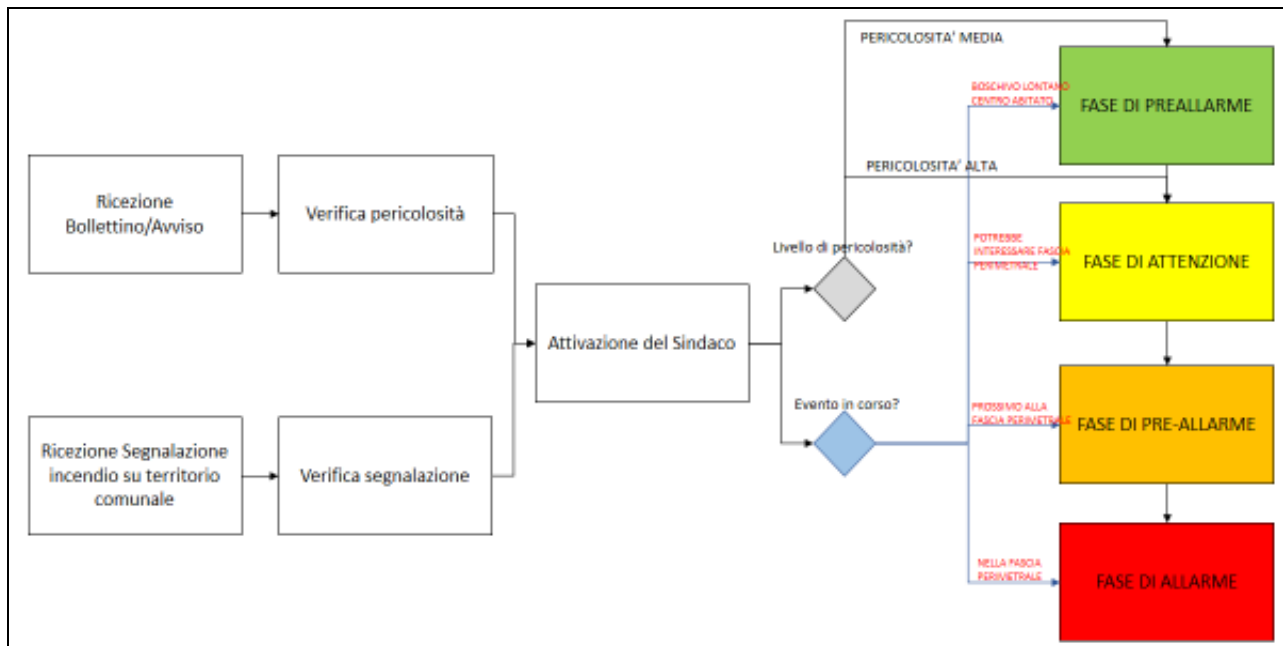 PERICOLOSITA' MEDIA
BOSCHIVO LONTANO
CENTRO ABITATO
FASE DI PREALLARME
PERICOLOSITA' ALTA
Ricezione
Bollettino/Avviso
Verifica pericolosità
Livello di pericolosità?
POTREBBE
INTERESSARE FASCIA
PERIMETRALE
FASE DI ATTENZIONE
Attivazione del Sindaco
Evento in corso?
PROSSIMO ALLA
FASCIA PERIMETRALE
FASE DI PRE-ALLARME
Ricezione Segnalazione
incendio su territorio
comunale
Verifica segnalazione
NELLA FASCIA
PERIMETRALE
FASE DI ALLARME